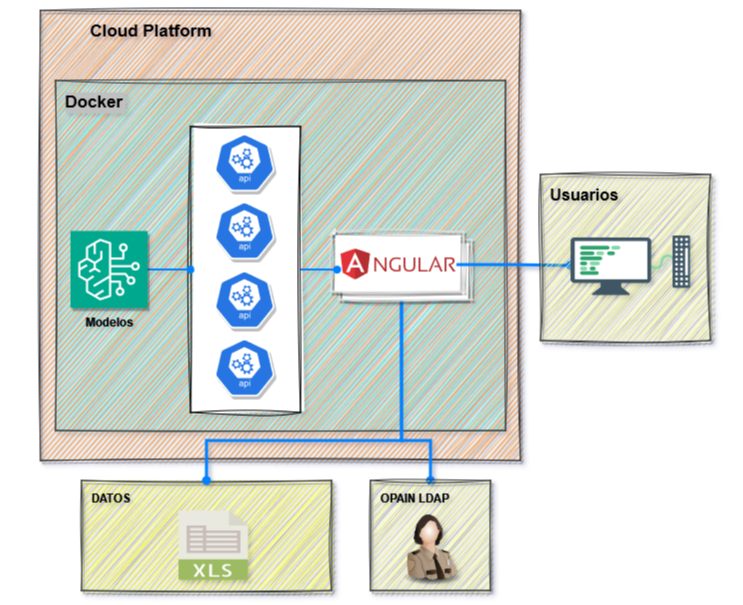 Cloud Platform
Docker
api
api
api
api
Modelos
ANGULAR
Usuarios
DATOS
XLS
OPAIN LDAP